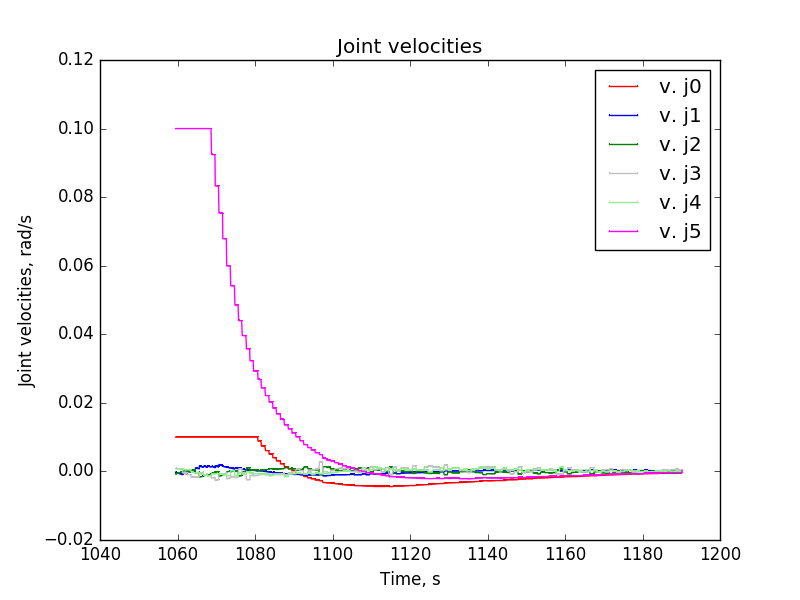 Joint velocities
0.12
0.10
0.08
0.06
0.04
0.02
0.00
−0.02
Joint velocities, rad/s
v. j0
v. j1
v. j2
v. j3
v. j4
v. j5
1040 1060 1080 1100 1120 1140 1160 1180 1200
Time, s